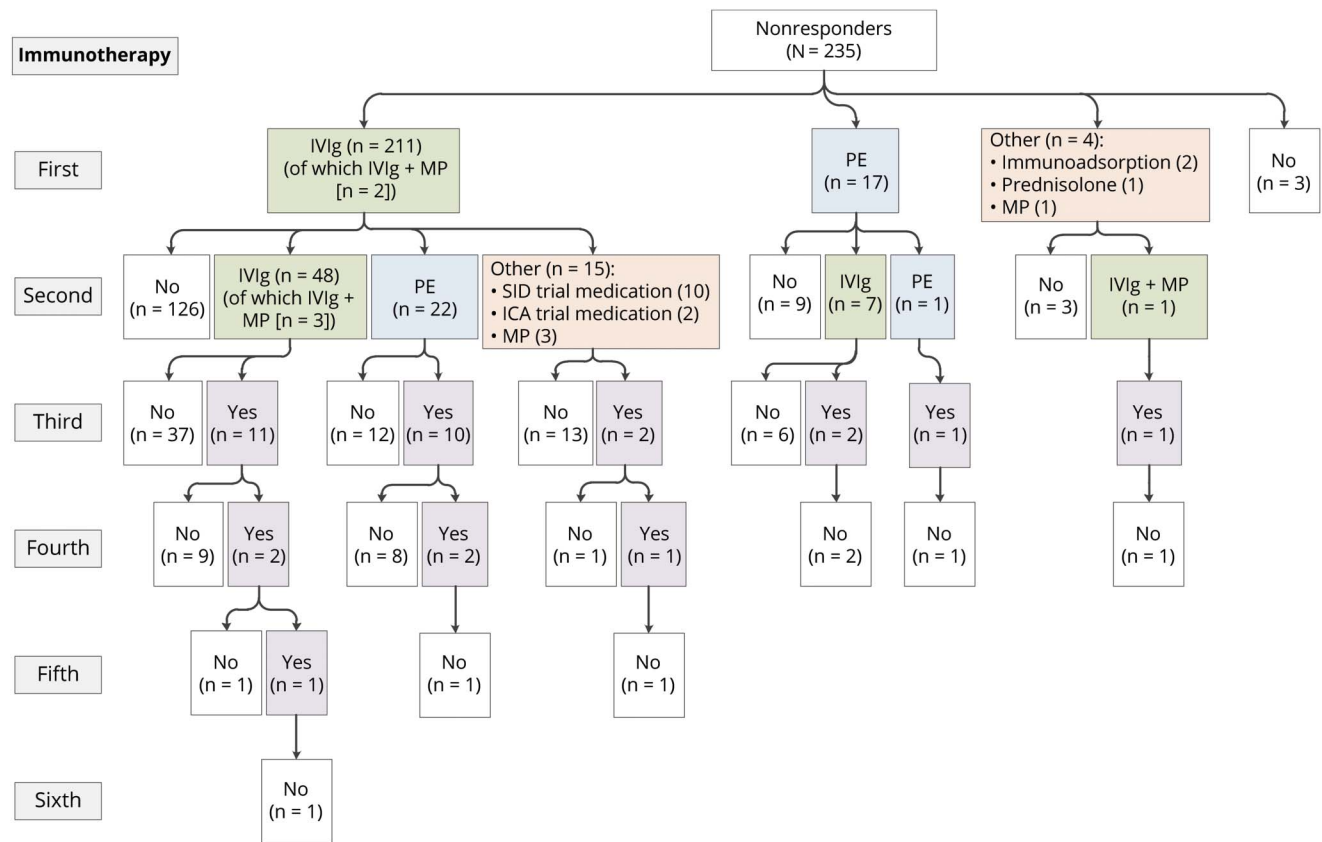 Nonresponders
(N = 235)
Immunotherapy
First
IVIg (n = 211)
(of which IVIg + MP
[n = 2])
PE
(n = 17)
Other (n = 4):
• Immunoadsorption (2)
• Prednisolone (1)
• MP (1)
No
(n = 3)
Second
No
(n = 126)
IVIg (n = 48)
(of which IVIg +
MP [n = 3])
PE
(n = 22)
Other (n = 15):
• SID trial medication (10)
• ICA trial medication (2)
• MP (3)
No
(n = 9)
IVIg
(n = 7)
PE
(n = 1)
No
(n = 3)
IVIg + MP
(n = 1)
Third
No
(n = 37)
Yes
(n = 11)
No
(n = 12)
Yes
(n = 10)
No
(n = 13)
Yes
(n = 2)
No
(n = 6)
Yes
(n = 2)
Yes
(n = 1)
Yes
(n = 1)
Fourth
No
(n = 9)
Yes
(n = 2)
No
(n = 8)
Yes
(n = 2)
No
(n = 1)
Yes
(n = 1)
No
(n = 2)
No
(n = 1)
No
(n = 1)
Fifth
No
(n = 1)
Yes
(n = 1)
No
(n = 1)
No
(n = 1)
Sixth
No
(n = 1)